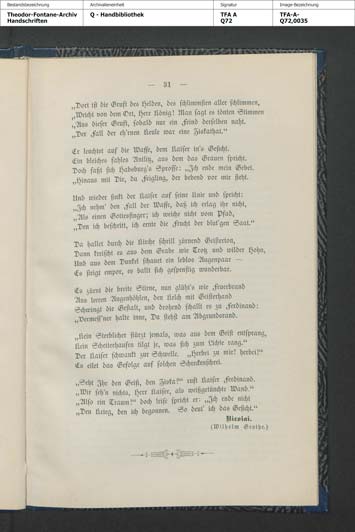 Bestandsbezeichnung
Archivalieneinheit
Signatur
Image-Bezeichnung
Theodor-Fontane-Archiv
Handschriften
Q - Handbibliothek
TFA A
Q72
TFA-A-
Q72,0035
— 31 —
„Dort ist die Gruft des Helden, des schlimmsten aller schlimmen,
„Weicht von dem Ort, Herr König! Man sagt es tönten Stimmen
„Aus dieser Gruft, sobald nur ein Feind derselben naht.
„Der Fall der eh'rnen Keule war eine Ziskathat.“
Er leuchtet auf die Waffe, dem Kaiser in's Gesicht.
Ein bleiches fahles Antlitz, aus dem das Grauen spricht.
Doch faßt sich Habsburg's Sprosse: „Ich ende mein Gebet.
„Hinaus mit Dir, du Feigling, der bebend vor mir steht.
Und wieder sinkt der Kaiser auf seine Knie und spricht:
„Ich nehm' den Fall der Waffe, daß ich erlag ihr nicht,
„Als einen Gottesfinger; ich weiche nicht vom Pfad,
„Den ich beschritt, ich ernte die Frucht der blut'gen Saat.“
Da hallet durch die Kirche schrill zürnend Geisterton,
Dann kreischt es aus dem Grabe wie Trotz und wilder Hohn,
Und aus dem Dunkel schauet ein lebloses Augenpaar —
Es steigt empor, es ballt sich gespenstig wunderbar.
Es zürnt die breite Stirne, nun glüht's wie Feuerbrand
Aus leeren Augenhöhlen, den Kelch mit Geisterhand
Schwingt die Gestalt, und drohend schallt es zu Ferdinand:
„Vermess'ner halte inne, Du stehst am Abgrundsrand.
„Kein Sterblicher stürzt jemals, was aus dem Geist entsprang,
„Kein Scheiterhaufen tilgt je, was sich zum Lichte rang.“
Der Kaiser schwankt zur Schwelle. „Herbei zu mir! herbei?“
Es eilet das Gefolge auf solchen Schreckensschrei.
„Seht Ihr den Geist, den Ziska?“ ruft Kaiser Ferdinand.
„Wir seh'n nichts, Herr Kaiser, als weißgetünchte Wand.“
„Also ein Traum?“ doch leise spricht er: „Ich ende nicht
„Den Krieg, den ich begonnen. So deut' ich das Gesicht.“
Nicolai.
(Wilhelm Grothe.)